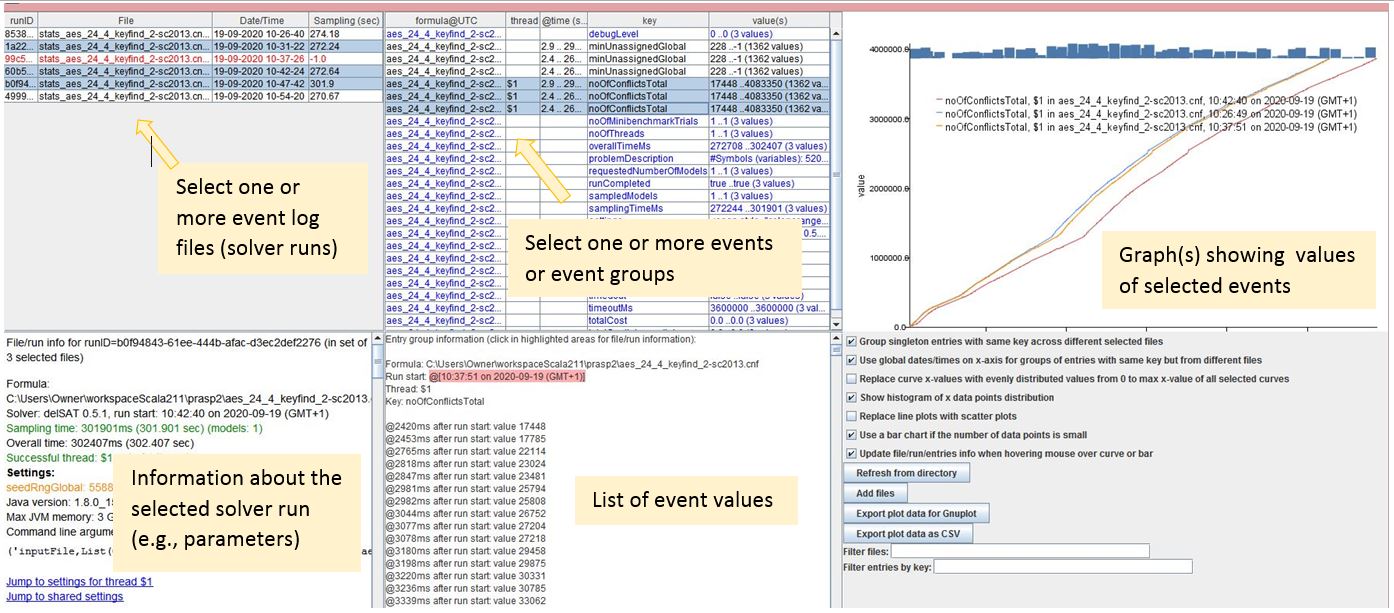 runID File Date/Time Sampling (sec)
8538... stats_aes_24_4_keyfind_2-sc2013.cn... 19-09-2020 10-26-40 274.18
1a22... stats_aes_24_4_keyfind_2-sc2013.cn... 19-09-2020 10-31-22 272.24
99c5... stats_aes_24_4_keyfind_2-sc2013.cn... 19-09-2020 10-37-26 -1.0
60b5... stats_aes_24_4_keyfind_2-sc2013.cn... 19-09-2020 10-42-24 272.64
b0f94... stats_aes_24_4_keyfind_2-sc2013.cn... 19-09-2020 10-47-42 301.9
4999... stats_aes_24_4_keyfind_2-sc2013.cn... 19-09-2020 10-54-20 270.67
Select one or
more event log
files (solver runs)
formula@UTC thread @time (s... key value(s)
aes_24_4_keyfind_2-sc2... debugLevel 0 ..0 (3 values)
aes_24_4_keyfind_2-sc2... 2.9 .. 29... minUnassignedGlobal 228 ..-1 (1362 values)
aes_24_4_keyfind_2-sc2... 2.4 .. 26... minUnassignedGlobal 228 ..-1 (1362 values)
aes_24_4_keyfind_2-sc2... 2.4 .. 26... minUnassignedGlobal 228 ..-1 (1362 values)
aes_24_4_keyfind_2-sc2... $1 2.9 .. 29... noOfConflictsTotal 17448 ..4083350 (1362 va...
aes_24_4_keyfind_2-sc2... $1 2.4 .. 26... noOfConflictsTotal 17448 ..4083350 (1362 va...
aes_24_4_keyfind_2-sc2... $1 2.4 .. 26... noOfConflictsTotal 17448 ..4083350 (1362 va...
aes_24_4_keyfind_2-sc2... noOfMinibenchmarkTrials 1 ..1 (3 values)
aes_24_4_keyfind_2-sc2... noOfThreads 1 ..1 (3 values)
aes_24_4_keyfind_2-sc2... overallTimeMs 272708 ..302407 (3 values)
aes_24_4_keyfind_2-sc2... problemDescription #Symbols (variables): 520...
aes_24_4_keyfind_2-sc2... requestedNumberOfModels 1 ..1 (3 values)
aes_24_4_keyfind_2-sc2... runCompleted true ..true (3 values)
aes_24_4_keyfind_2-sc2... sampledModels 1 ..1 (3 values)
aes_24_4_keyfind_2-sc2... samplingTimeMs 272244 ..301901 (3 values)
aes_24_4_keyfind_2-sc2...
aes_24_4_keyfind_2-sc2... 0.5....
aes_24_4_keyfind_2-sc2...
aes_24_4_keyfind_2-sc2...
aes_24_4_keyfind_2-sc2...
aes_24_4_keyfind_2-sc2...
aes_24_4_keyfind_2-sc2...
aes_24_4_keyfind_2-sc2... timeoutMs 3600000 ..3600000 (3 val...
aes_24_4_keyfind_2-sc2... totalCost 0.0 ..0.0 (3 values)
Select one or more events
or event groups
4000000.0
3000000.0
2000000.0
1000000.0
0.0
value
noOfConflictsTotal, $1 in aes_24_4_keyfind_2-sc2013.cnf, 10:42:40 on 2020-09-19 (GMT+1)
noOfConflictsTotal, $1 in aes_24_4_keyfind_2-sc2013.cnf, 10:26:49 on 2020-09-19 (GMT+1)
noOfConflictsTotal, $1 in aes_24_4_keyfind_2-sc2013.cnf, 10:37:51 on 2020-09-19 (GMT+1)
Graph(s) showing values
of selected events
File/run info for runID=b0f94843-61ee-444b-afac-d3ec2def2276 (in set of
3 selected files)
Formula:
C:\Users\Owner\workspaceScala211\prasp2\aes_24_4_keyfind_2-sc2013.
Solver: delSAT 0.5.1, run start: 10:42:40 on 2020-09-19 (GMT+1)
Sampling time: 301901ms (301.901 sec) (models: 1)
Overall time: 302407ms (302.407 sec)
Successful thread: $1
Settings:
seedRngGlobal: 5588
Java version: 1.8.0_15
Max JVM memory: 3 G
Command line argume
('inputFile,List(
Jump to settings for thread $1
Jump to shared settings
Information about the
selected solver run
(e.g., parameters)
Entry group information (click in highlighted areas for file/run information):
Formula: C:\Users\Owner\workspaceScala211\prasp2\aes_24_4_keyfind_2-sc2013.cnf
Run start: @[10:37:51 on 2020-09-19 (GMT+1)]
Thread: $1
Key: noOfConflictsTotal
@2420ms after run start: value 17448
@2453ms after run start: value 17785
@2765ms after run start: value 22114
@2818ms after run start: value 23024
@2847ms after run start: value 23481
@2981ms after run start: value 25794
@2982ms after run start: value 25808
@3044ms after run start: value 26752
@3077ms after run start: value 27204
@3078ms after run start: value 27218
@3180ms after run start: value 29458
@3198ms after run start: value 29875
@3220ms after run start: value 30331
@3236ms after run start: value 30785
@3339ms after run start: value 33062
List of event values
Group singleton entries with same key across different selected files
Use global dates/times on x-axis for groups of entries with same key but from different files
Replace curve x-values with evenly distributed values from 0 to max x-value of all selected curves
Show histogram of x data points distribution
Replace line plots with scatter plots
Use a bar chart if the number of data points is small
Update file/run/entries info when hovering mouse over curve or bar
Refresh from directory
Add files
Export plot data for Gnuplot
Export plot data as CSV
Filter files:
Filter entries by key: